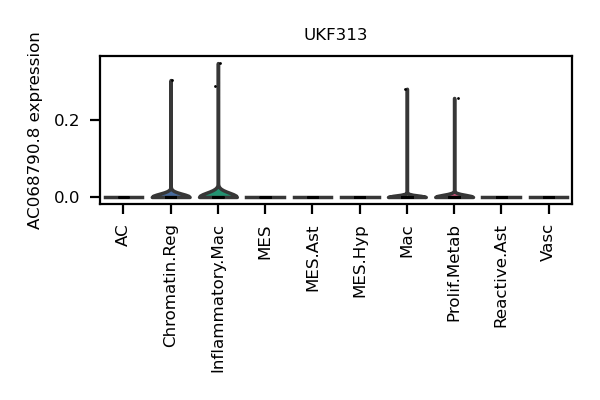 UKF313
AC068790.8 expression
0.2
0.0
AC
Chromatin.Reg
Inflammatory.Mac
MES
MES.Ast
MES.Hyp
Mac
Prolif.Metab
Reactive.Ast
Vasc